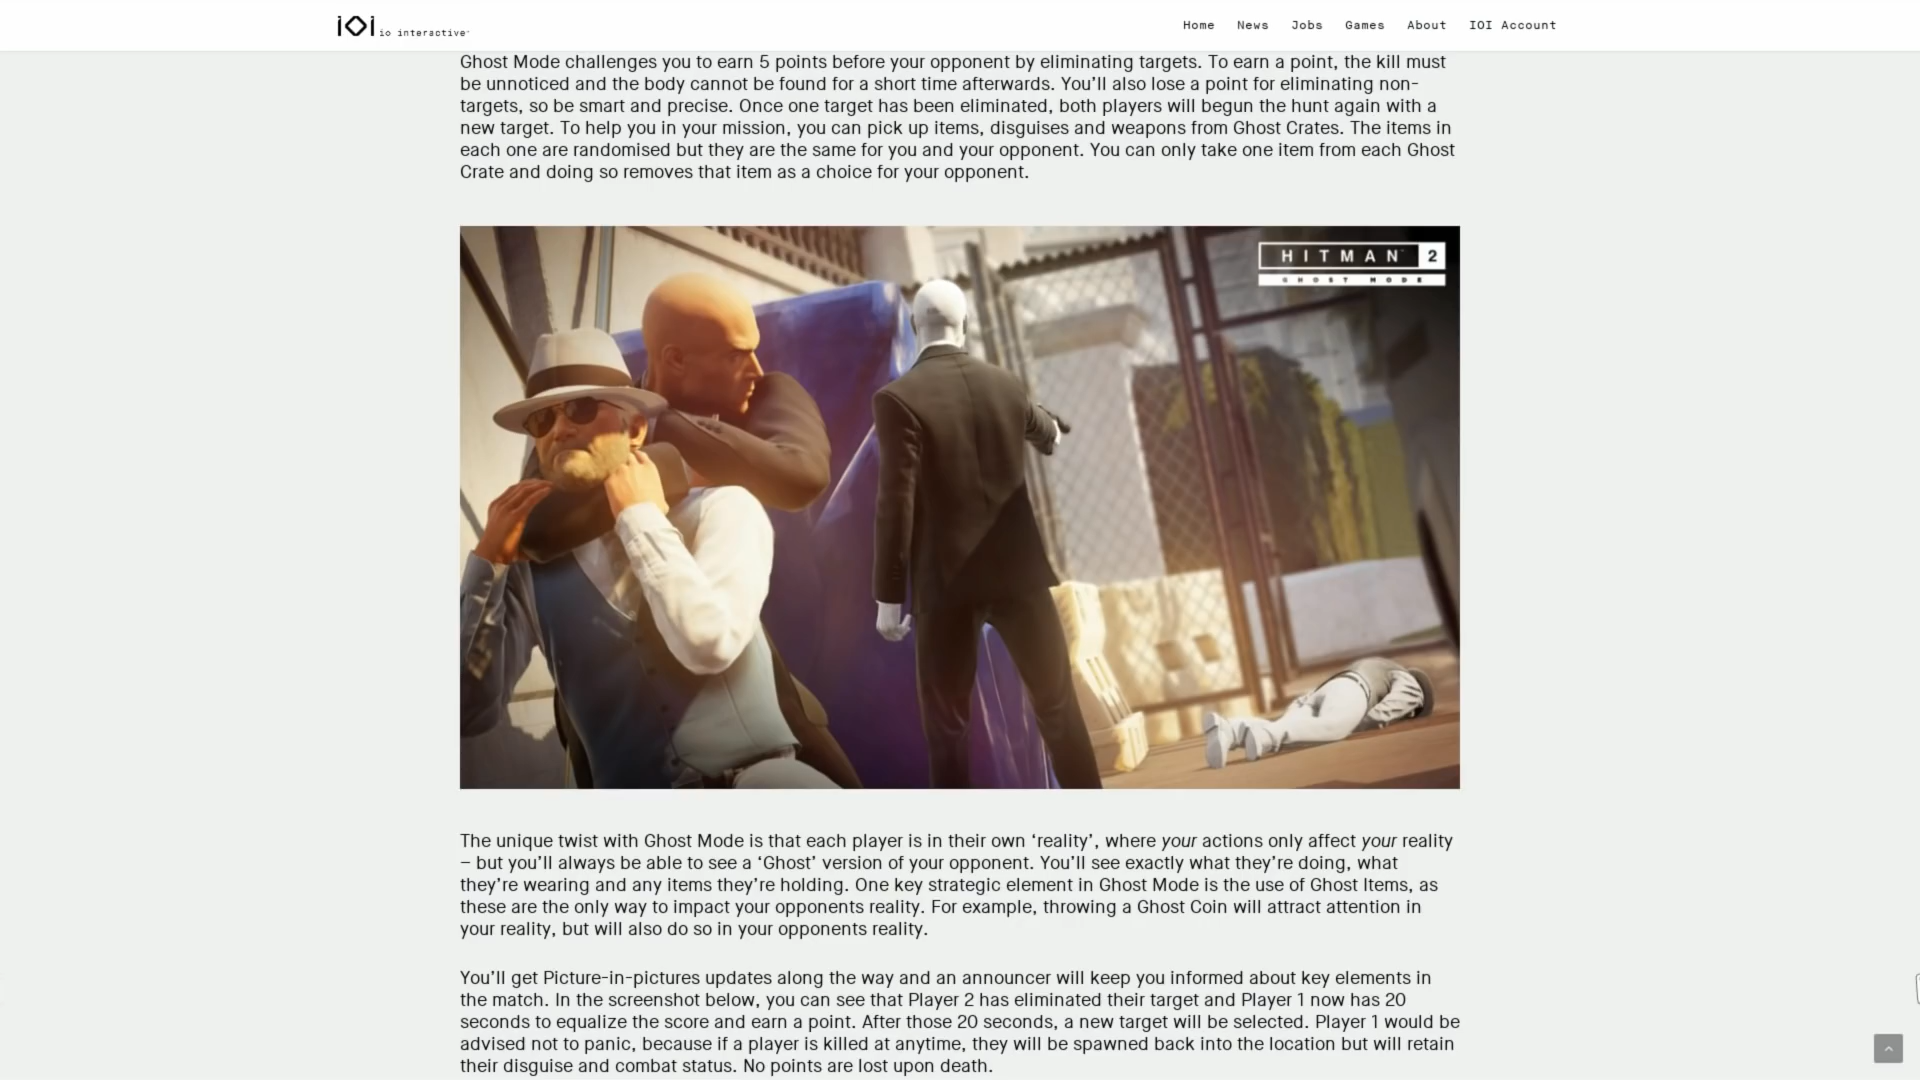 IOI io interactive
Home News Jobs Games About IOI Account
Ghost Mode challenges you to earn 5 points before your opponent by eliminating targets. To earn a point, the kill must
be unnoticed and the body cannot be found for a short time afterwards. You’ll also lose a point for eliminating non-
targets, so be smart and precise. Once one target has been eliminated, both players will begun the hunt again with a
new target. To help you in your mission, you can pick up items, disguises and weapons from Ghost Crates. The items in
each one are randomised but they are the same for you and your opponent. You can only take one item from each Ghost
Crate and doing so removes that item as a choice for your opponent.
HITMAN 2
GHOST MODE
The unique twist with Ghost Mode is that each player is in their own ‘reality’, where your actions only affect your reality
– but you’ll always be able to see a ‘Ghost’ version of your opponent. You’ll see exactly what they’re doing, what
they’re wearing and any items they’re holding. One key strategic element in Ghost Mode is the use of Ghost Items, as
these are the only way to impact your opponents reality. For example, throwing a Ghost Coin will attract attention in
your reality, but will also do so in your opponents reality.
You’ll get Picture-in-pictures updates along the way and an announcer will keep you informed about key elements in
the match. In the screenshot below, you can see that Player 2 has eliminated their target and Player 1 now has 20
seconds to equalize the score and earn a point. After those 20 seconds, a new target will be selected. Player 1 would be
advised not to panic, because if a player is killed at anytime, they will be spawned back into the location but will retain
their disguise and combat status. No points are lost upon death.